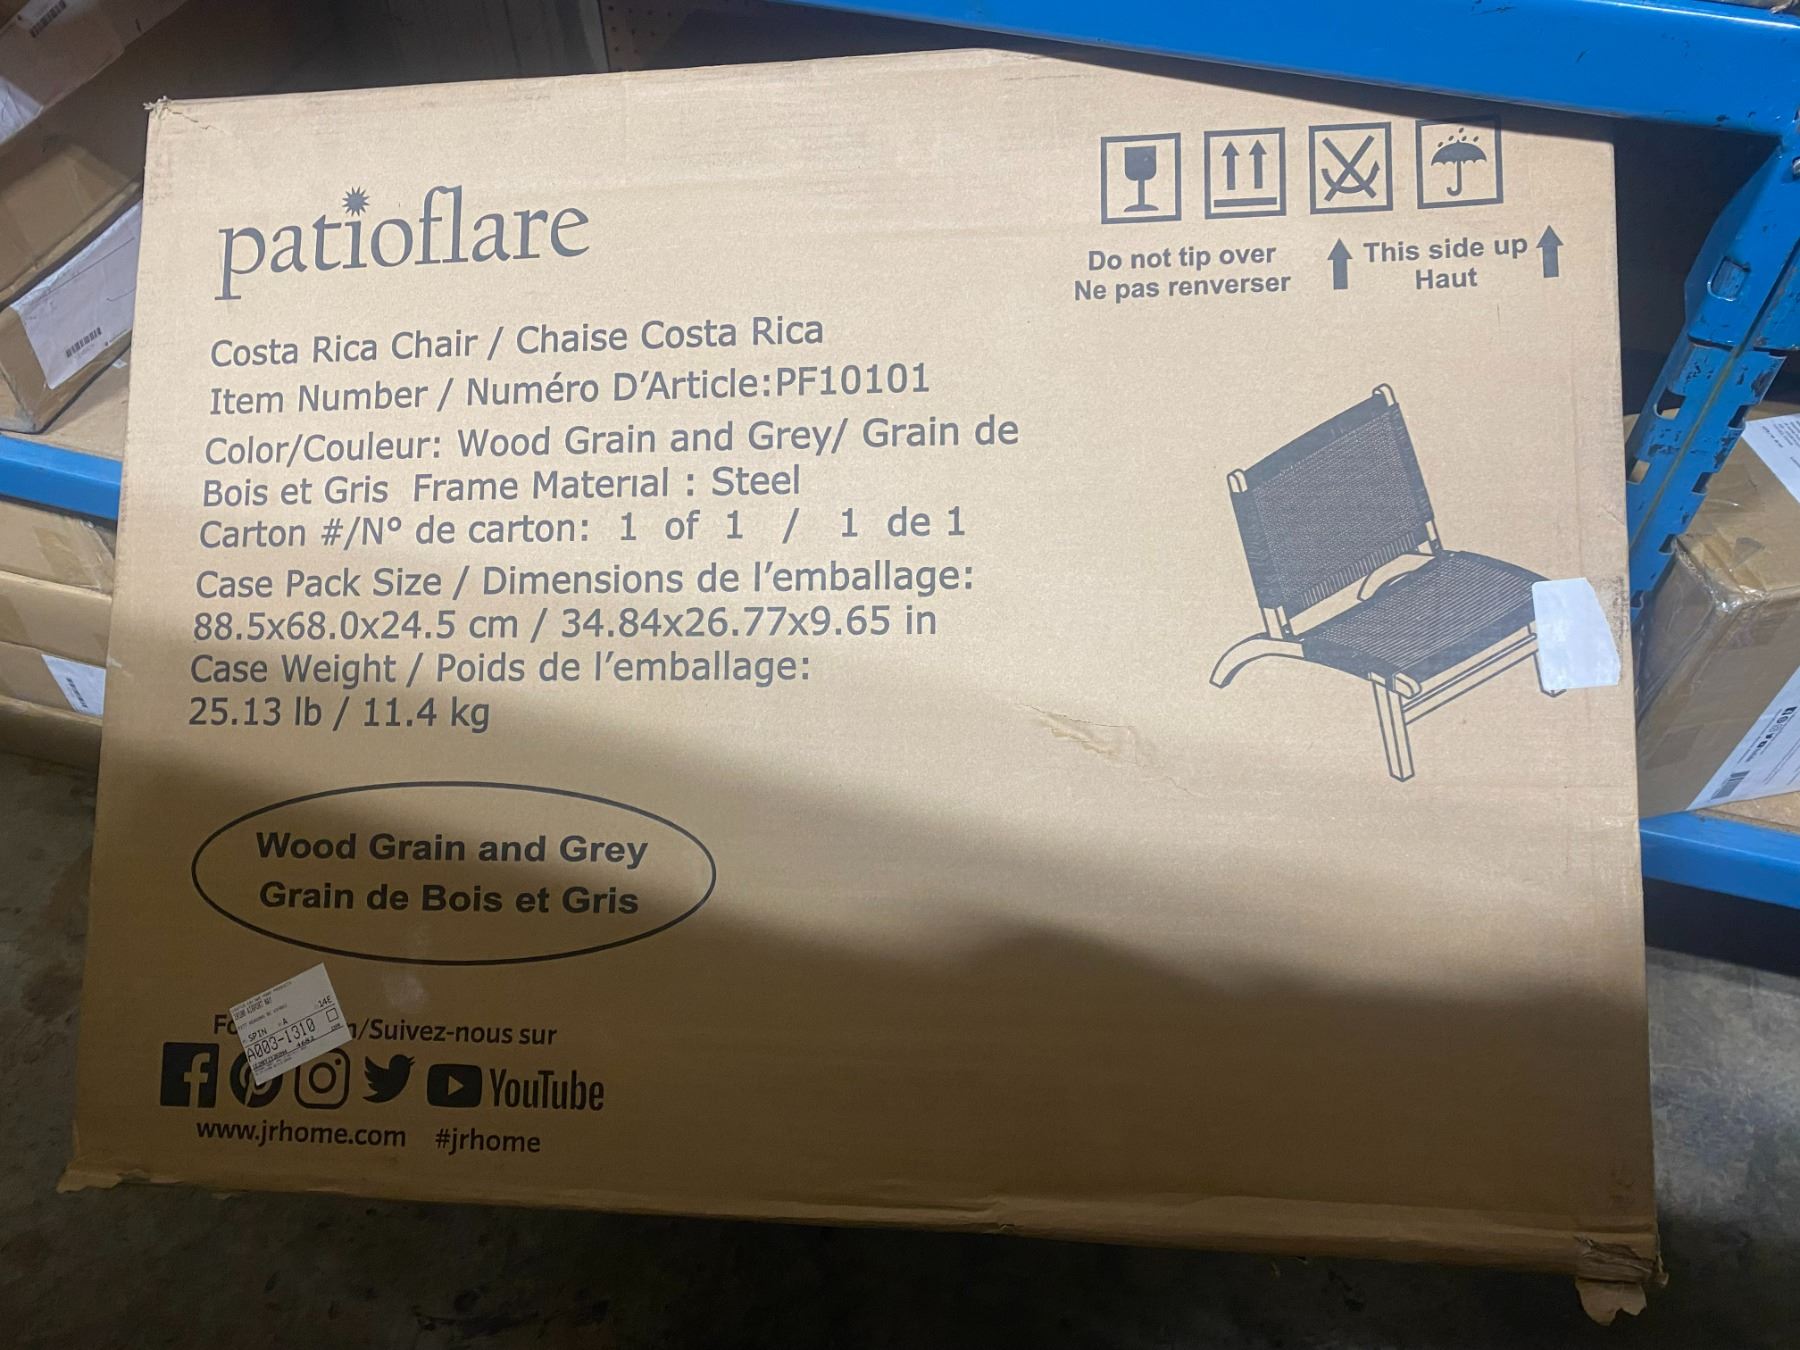 patioflare
Costa Rica Chair / Chaise Costa Rica
Item Number / Numéro D'Article:PF10101
Color/Couleur: Wood Grain and Grey/ Grain de
Bois et Gris Frame Material : Steel
Carton #/Nº de carton: 1 of 1 / 1 de 1
Case Pack Size / Dimensions de l'emballage:
88.5x68.0x24.5 cm / 34.84x26.77x9.65 in
Case Weight / Poids de l'emballage:
25.13 lb / 11.4 kg
Do not tip over
Ne pas renverser
This side up
Haut
Wood Grain and Grey
Grain de Bois et Gris
14E
SPIN A
A003-1310
/Suivez-nous sur
YouTube
www.jrhome.com #jrhome